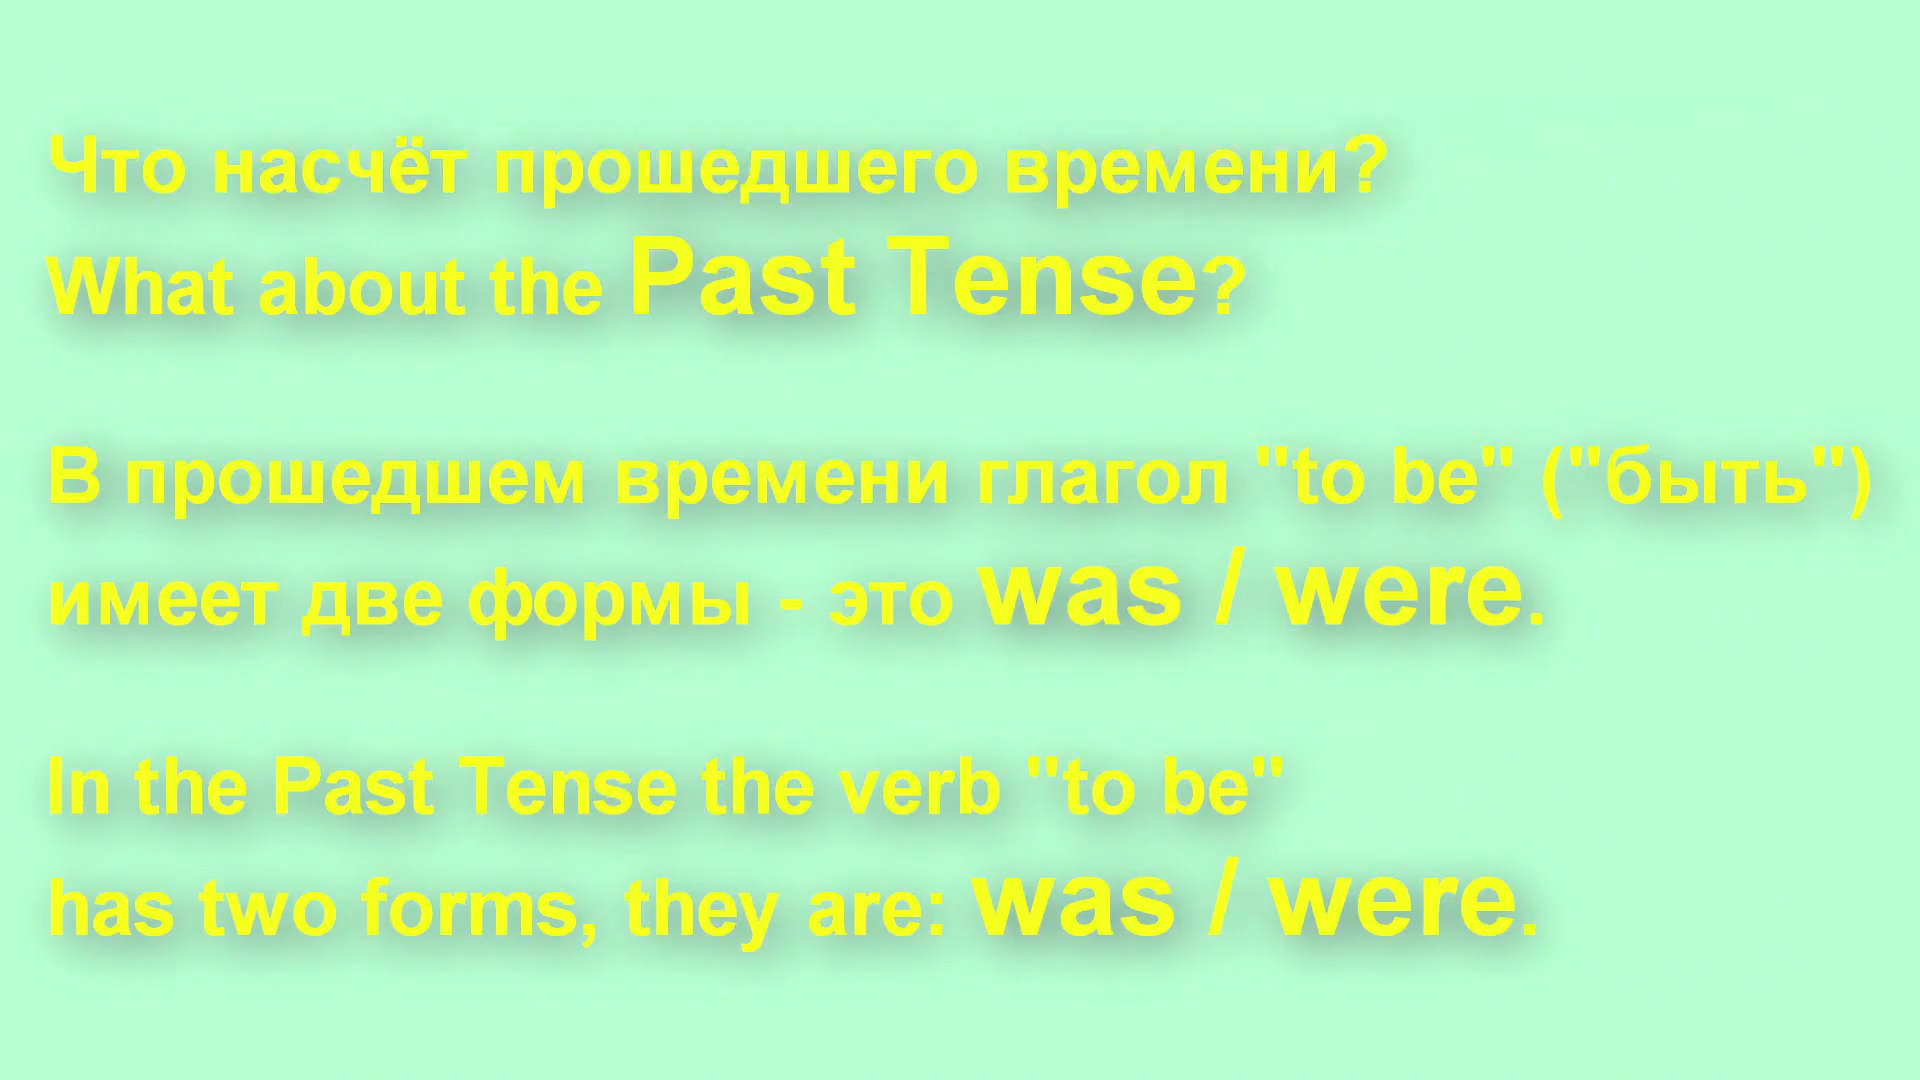 Что насчёт прошедшего времени?
What about the Past Tense?
В прошедшем времени глагол "to be" ("быть")
имеет две формы - это was / were.
In the Past Tense the verb "to be"
has two forms, they are: was / were.